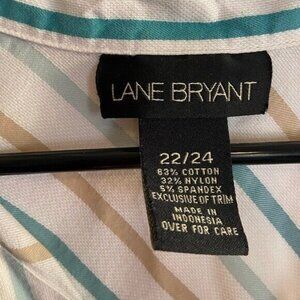 LANE BRYANT
22/24
63% COTTON
32% NYLON
5% SPANDEX
EXCLUSIVE OF TRIM
MADE IN
INDONESIA
OVER FOR CARE